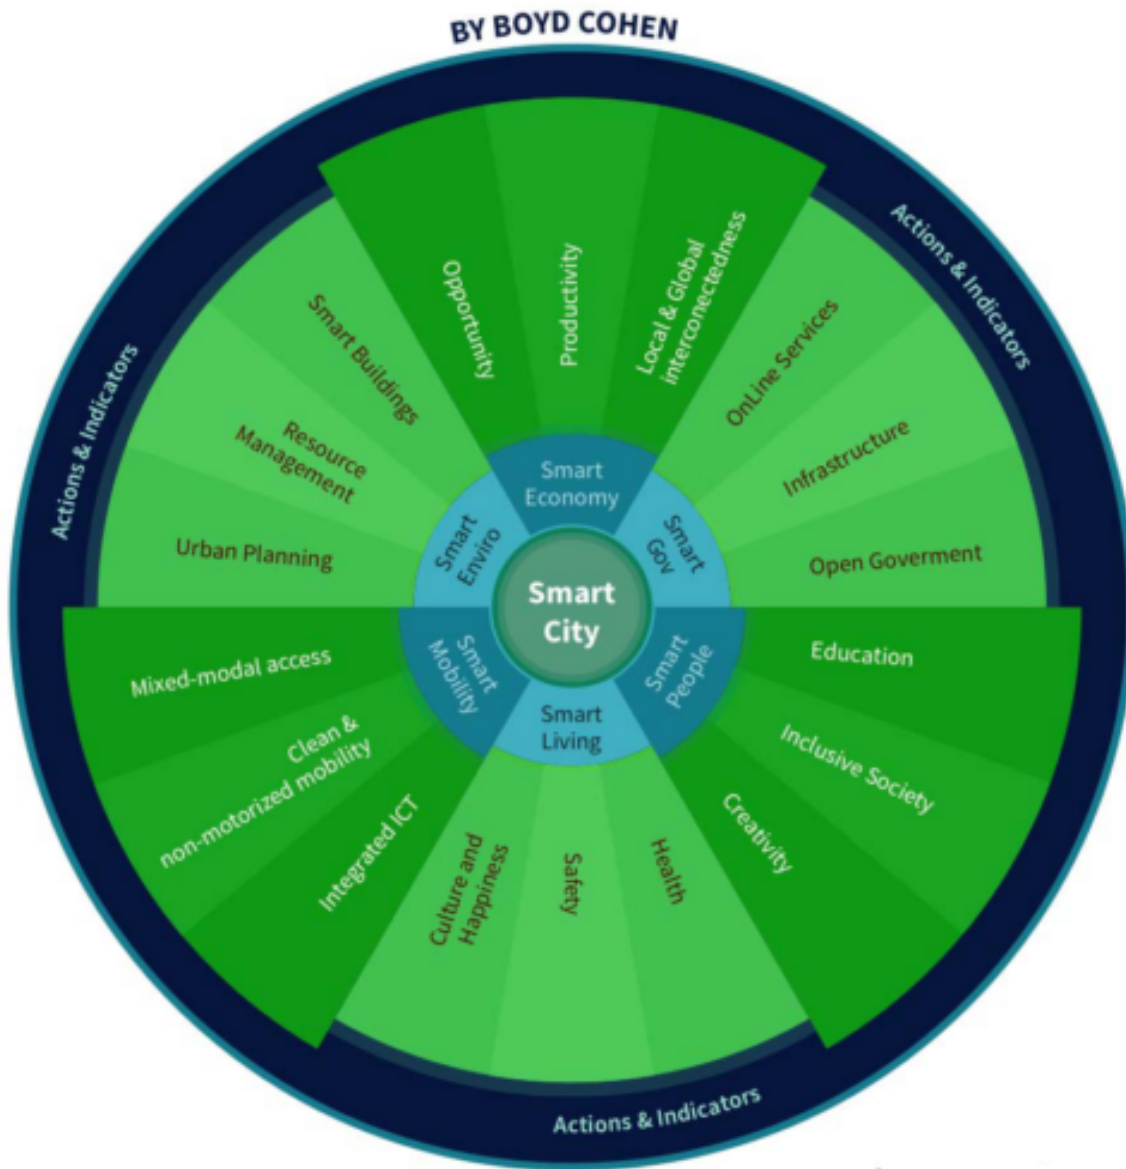 BY BOYD COHEN
Actions & Indicators
Opportunity
Productivity
Local & Global
interconnectedness
Actions & Indicators
OnLine Services
Infrastructure
Open Goverment
Education
Inclusive Society
Creativity
Health
Safety
Culture and
Happiness
Integrated ICT
Clean &
non-motorized mobility
Mixed-modal access
Urban Planning
Resource
Management
Smart Buildings
Smart
Economy
Smart
Gov
Smart
People
Smart
Living
Smart
Mobility
Smart
Enviro
Smart
City
Actions & Indicators